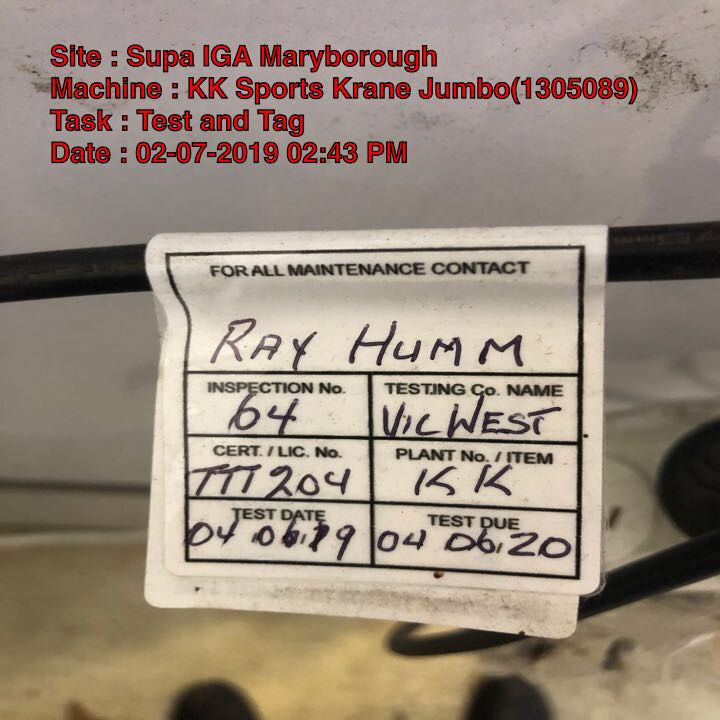 Site : Supa IGA Maryborough
Machine : KK Sports Krane Jumbo(1305089)
Task : Test and Tag
Date : 02-07-2019 02:43 PM
FOR ALL MAINTENANCE CONTACT
RAY HUMM
INSPECTION No. TESTING Co. NAME
64 VICWEST
CERT. / LIC. No. PLANT No. / ITEM
TTT204 KK
TEST DATE TEST DUE
04 06 19 04 06 20